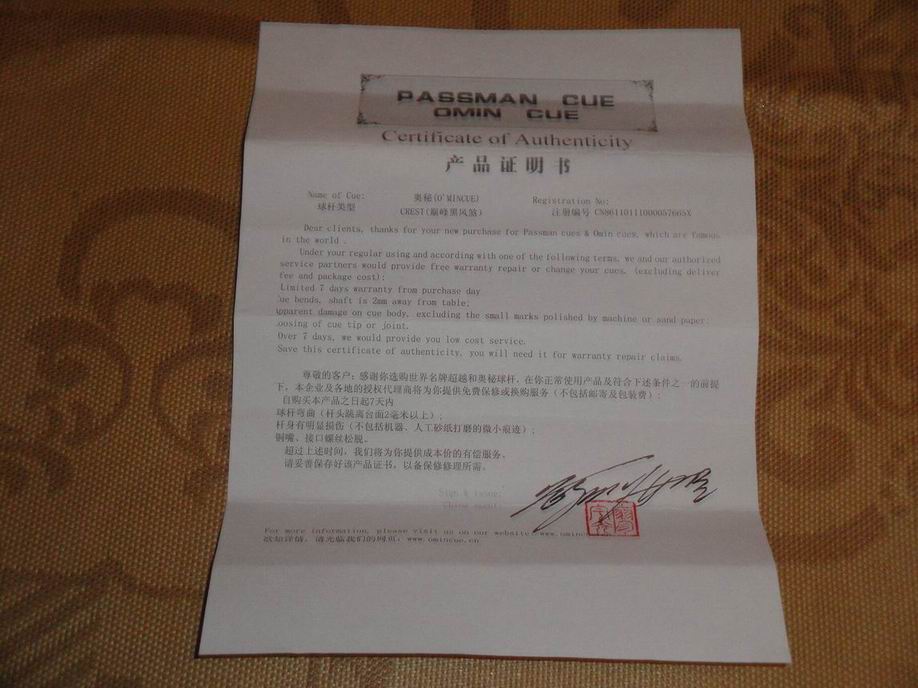 PASSMAN CUE
OMIN CUE
Certificate of Authenticity
产品证明书
Name of Cue: 奥秘(O'MINCUE) Registration No:
球杆类型 CREST(巅峰黑风煞) 注册编号 CN86110111000057665X
Dear clients, thanks for your new purchase for Passman cues & Omin cues, which are famous
in the world .
Under your regular using and according with one of the following terms, we and our authorized
service partners would provide free warranty repair or change your cues. (excluding deliver
fee and package cost):
Limited 7 days warranty from purchase day
ue bends, shaft is 2mm away from table;
pparent damage on cue body, excluding the small marks polished by machine or sand paper;
oosing of cue tip or joint.
Over 7 days, we would provide you low cost service.
Save this certificate of authenticity, you will need it for warranty repair claims.
尊敬的客户：感谢你选购世界名牌超越和奥秘球杆，在你正常使用产品及符合下述条件之一的前提
下，本企业及各地的授权代理商将为你提供免费保修或换购服务（不包括邮寄及包装费）：
自购买本产品之日起7天内
球杆弯曲（杆头跳离台面2毫米以上）；
杆身有明显损伤（不包括机器、人工砂纸打磨的微小痕迹）；
铜嘴、接口螺丝松脱。
超过上述时间，我们将为你提供成本价的有偿服务。
请妥善保存好该产品证书，以备保修修理所需。
Sign & issue:
For more information, please visit us on our website: www.ominc
欲知详情，请光临我们的网页：www.omincue.cn